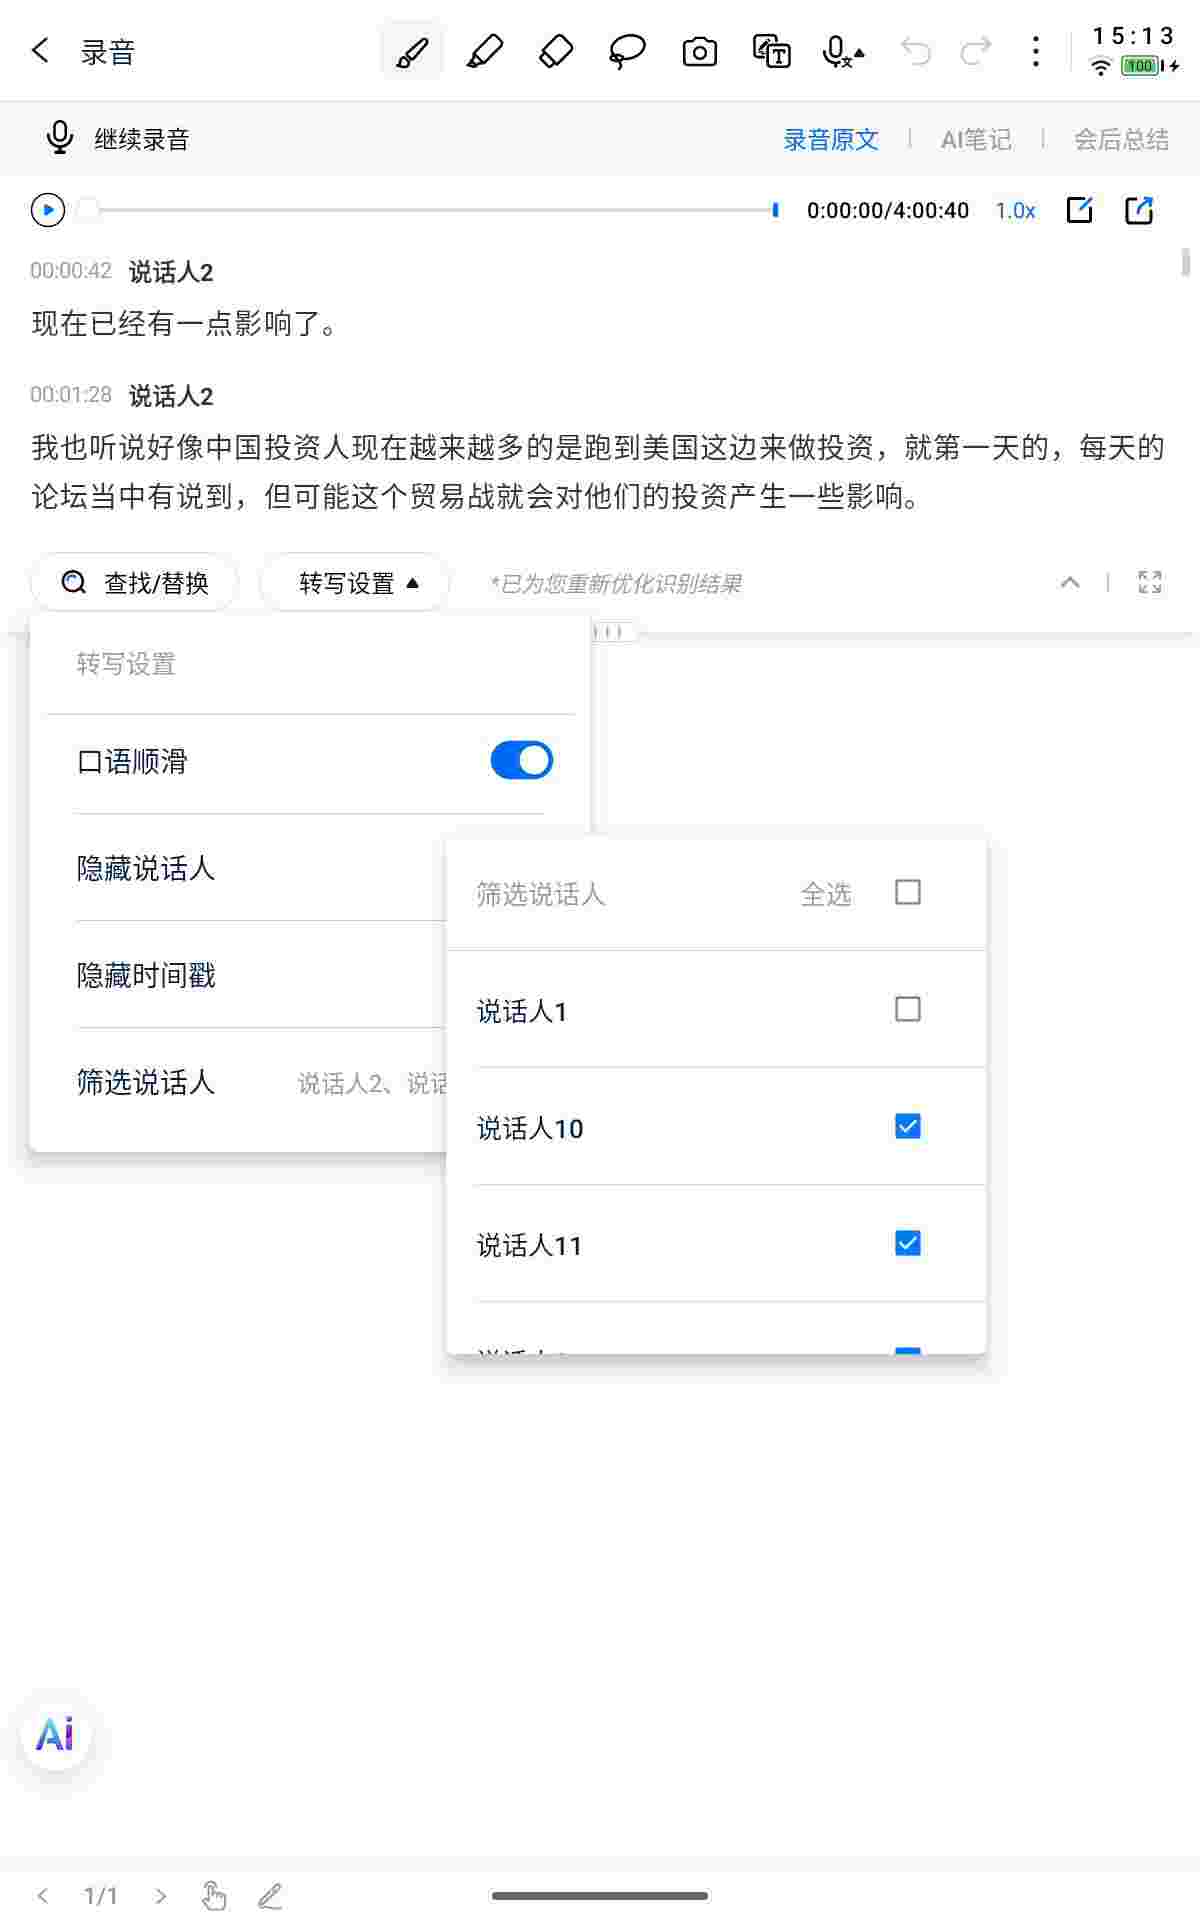 录音
15:13
100
继续录音
录音原文
AI笔记
会后总结
0:00:00/4:00:40
1.0x
00:00:42 说话人2
现在已经有一点影响了。
00:01:28 说话人2
我也听说好像中国投资人现在越来越多的是跑到美国这边来做投资，就第一天的，每天的
论坛当中有说到，但可能这个贸易战就会对他们的投资产生一些影响。
查找/替换
转写设置
*已为您重新优化识别结果
转写设置
口语顺滑
隐藏说话人
隐藏时间戳
筛选说话人
说话人2、说话
筛选说话人
全选
说话人1
说话人10
说话人11
Ai
1/1